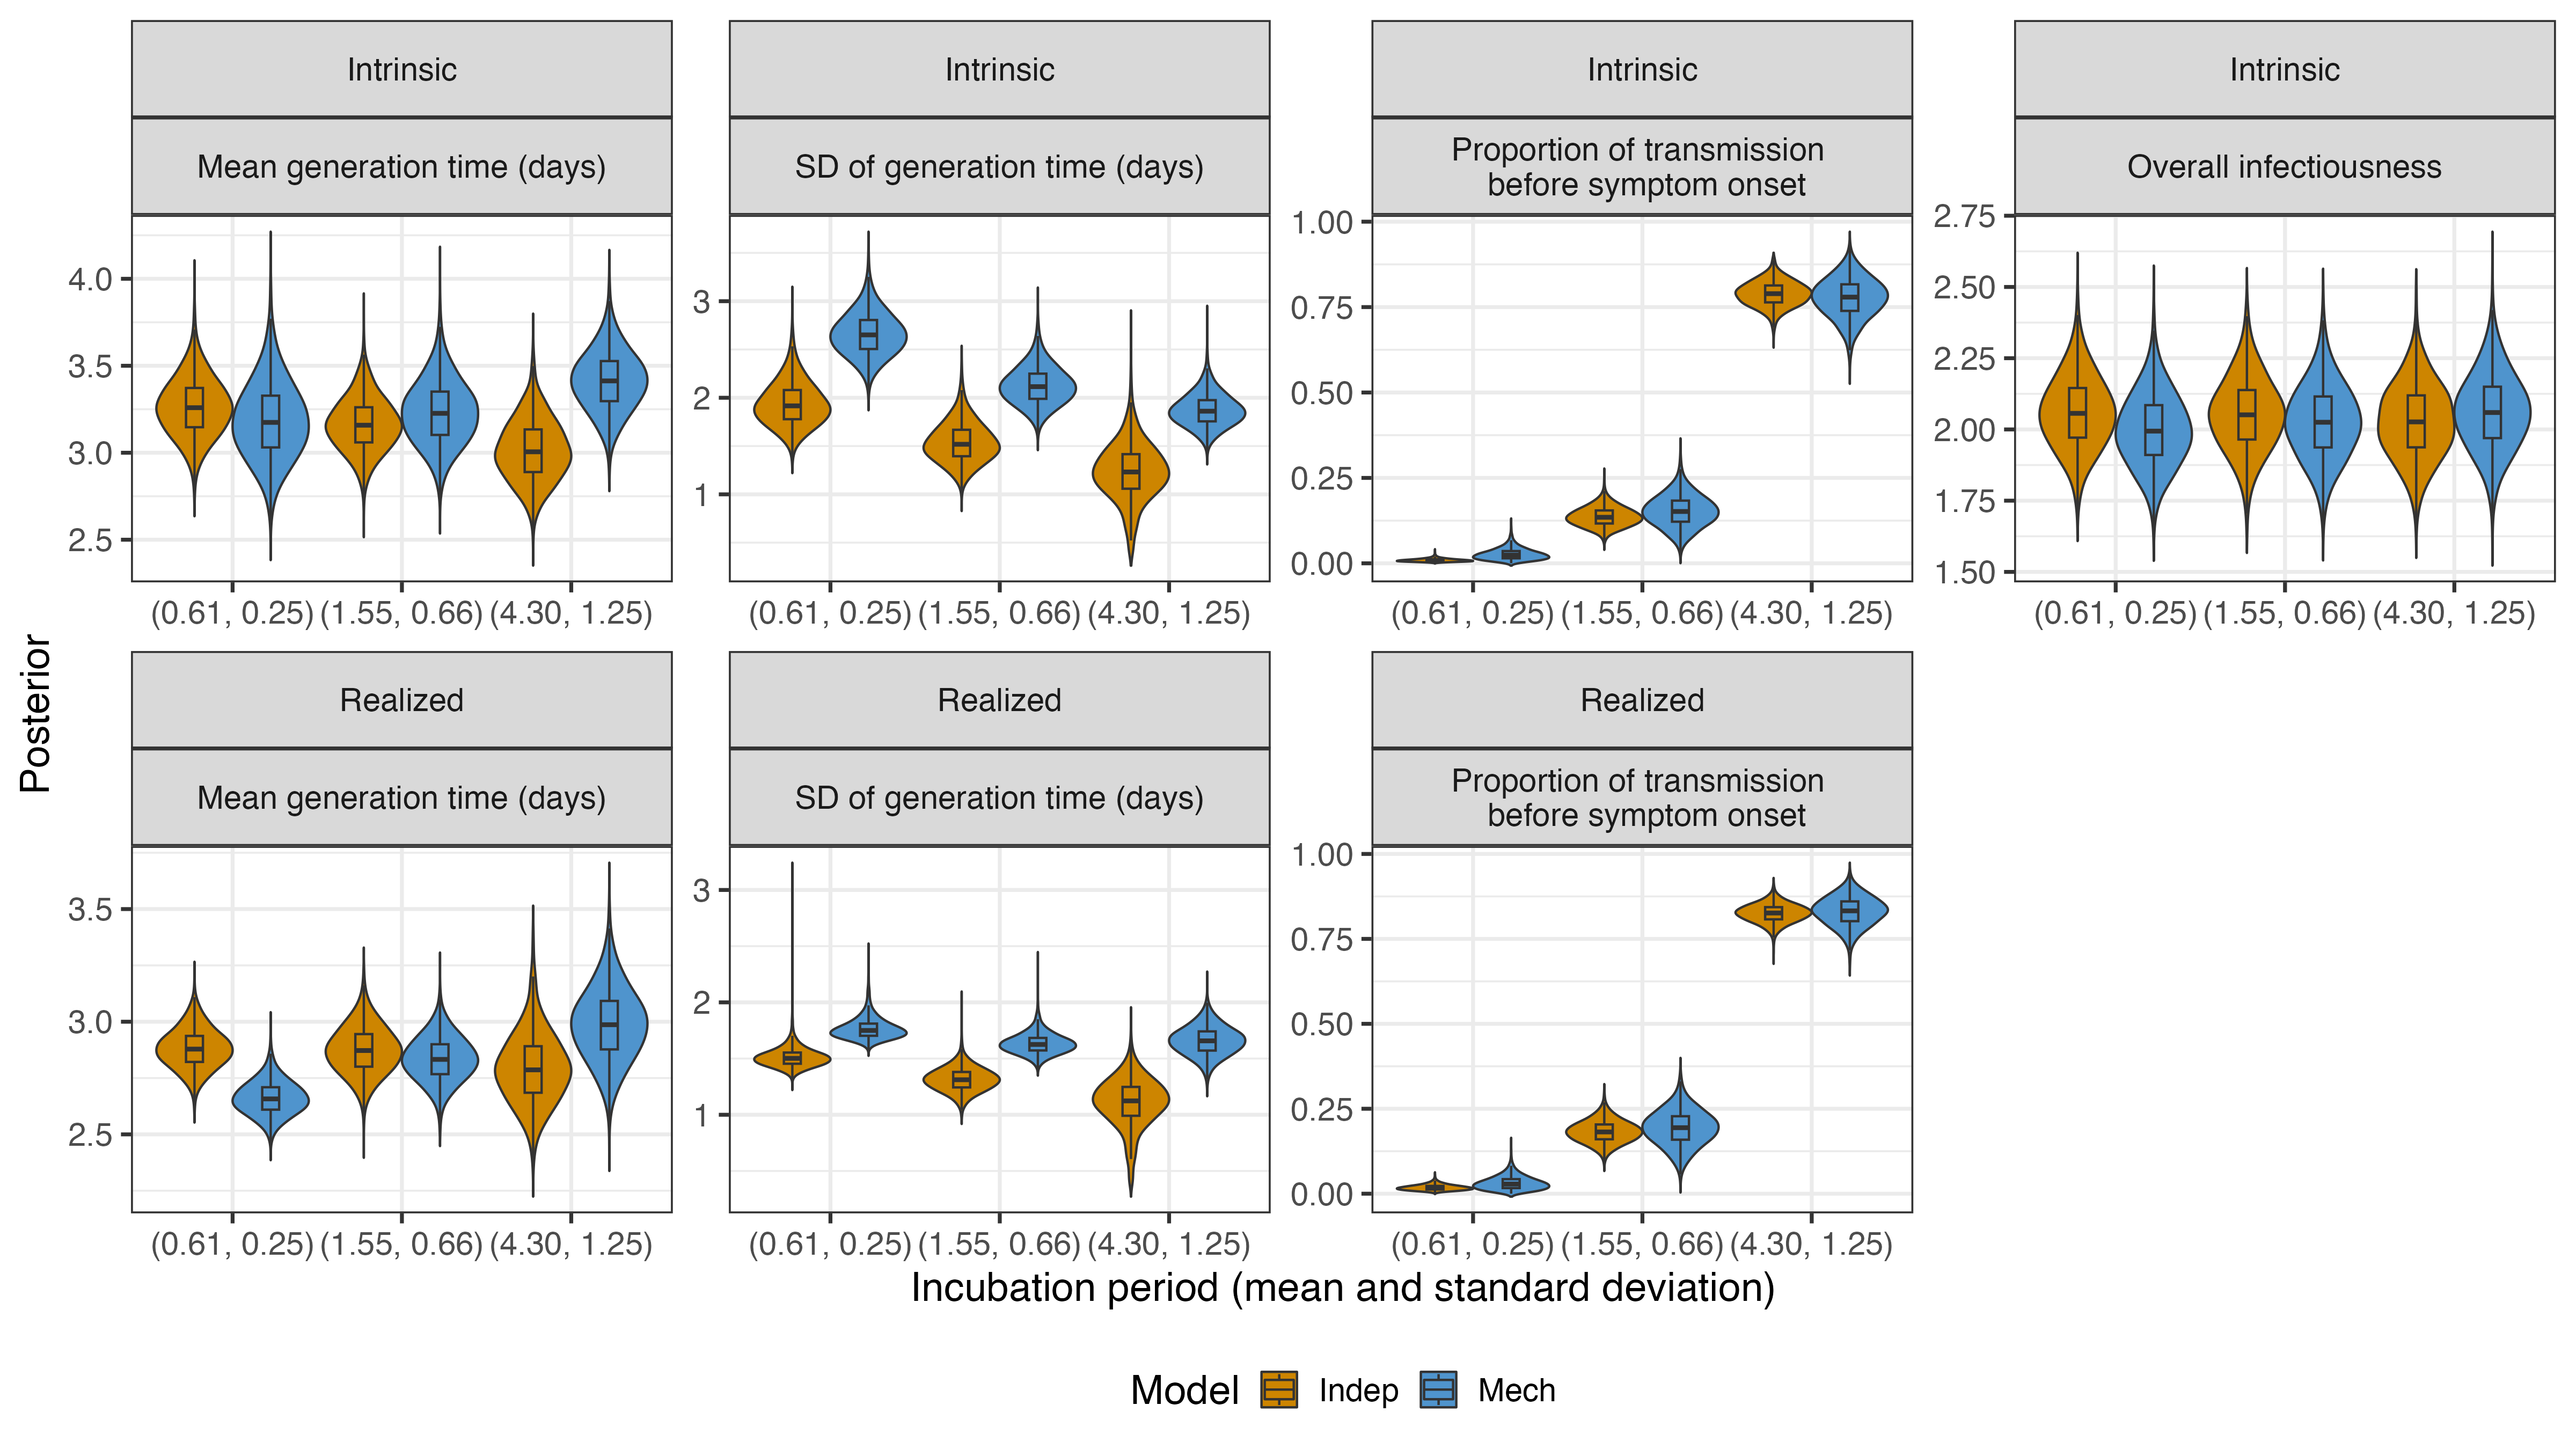 Intrinsic
Intrinsic
Intrinsic
Intrinsic
Mean generation time (days)
SD of generation time (days)
Proportion of transmission
before symptom onset
Overall infectiousness
4.0
3.5
3.0
2.5
3
2
1
1.00
0.75
0.50
0.25
0.00
2.75
2.50
2.25
2.00
1.75
1.50
(0.61, 0.25) (1.55, 0.66) (4.30, 1.25)
(0.61, 0.25) (1.55, 0.66) (4.30, 1.25)
(0.61, 0.25) (1.55, 0.66) (4.30, 1.25)
(0.61, 0.25) (1.55, 0.66) (4.30, 1.25)
Posterior
Realized
Realized
Realized
Mean generation time (days)
SD of generation time (days)
Proportion of transmission
before symptom onset
3.5
3.0
2.5
3
2
1
1.00
0.75
0.50
0.25
0.00
(0.61, 0.25) (1.55, 0.66) (4.30, 1.25)
(0.61, 0.25) (1.55, 0.66) (4.30, 1.25)
(0.61, 0.25) (1.55, 0.66) (4.30, 1.25)
Incubation period (mean and standard deviation)
Model Indep Mech